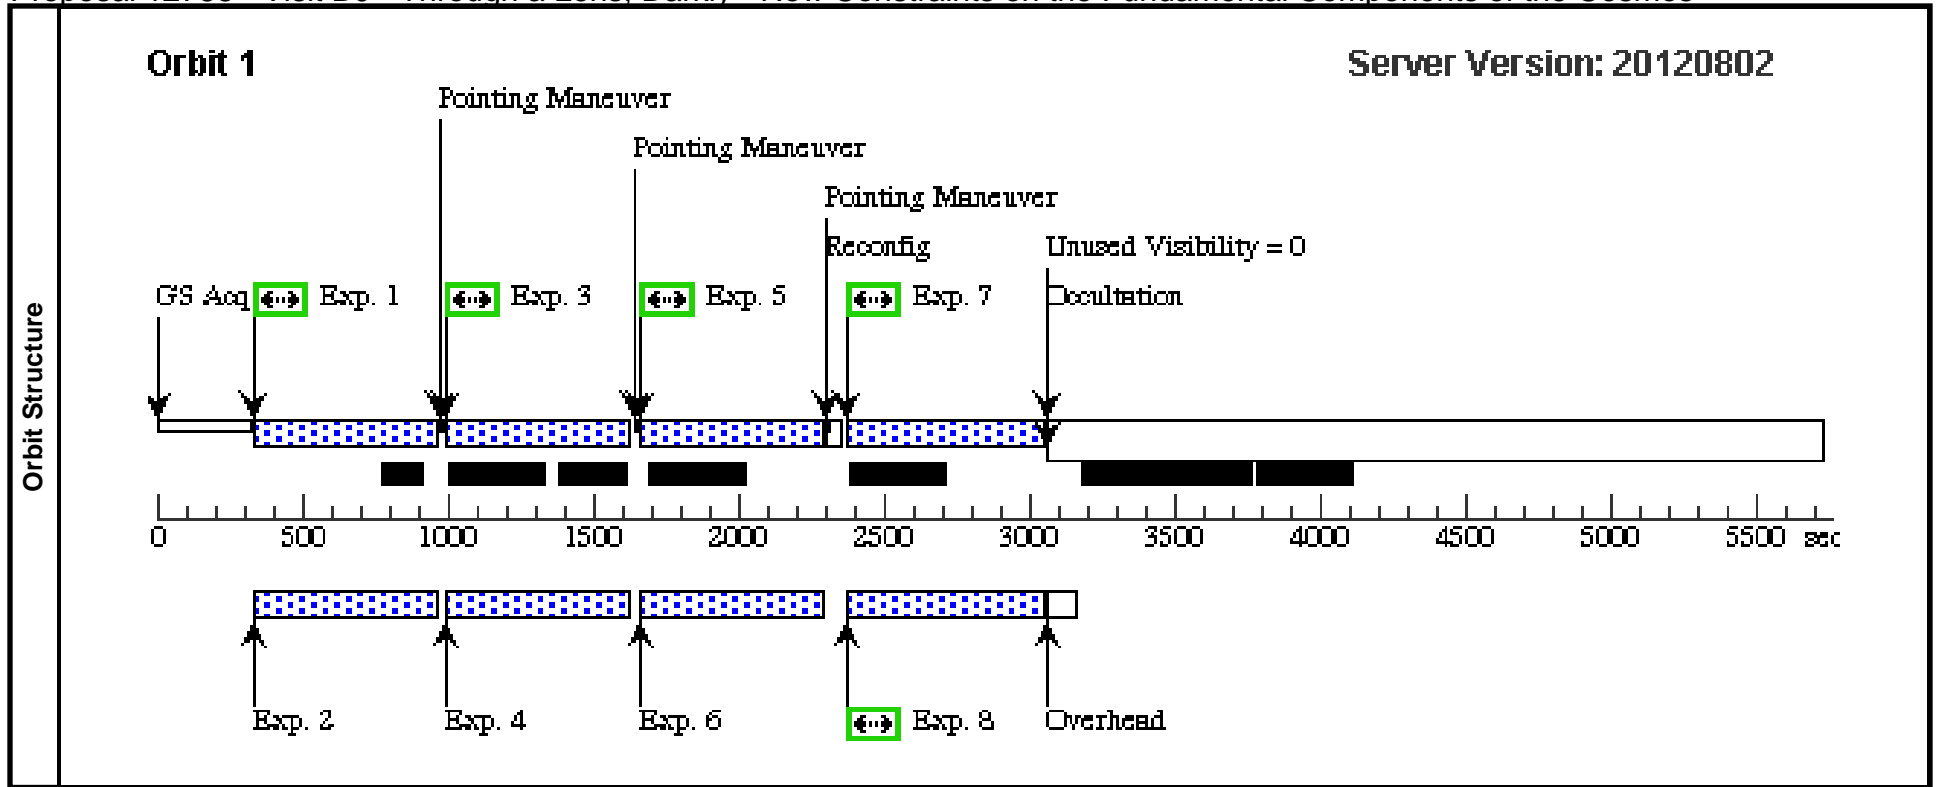 Orbit Structure
Orbit 1
Server Version: 20120802
Pointing Maneuver
Pointing Maneuver
Pointing Maneuver
Reconfig
Unused Visibility = 0
GS Acq
Exp. 1
Exp. 3
Exp. 5
Exp. 7
Occultation
0 500 1000 1500 2000 2500 3000 3500 4000 4500 5000 5500 sec
Exp. 2
Exp. 4
Exp. 6
Exp. 8
Overhead